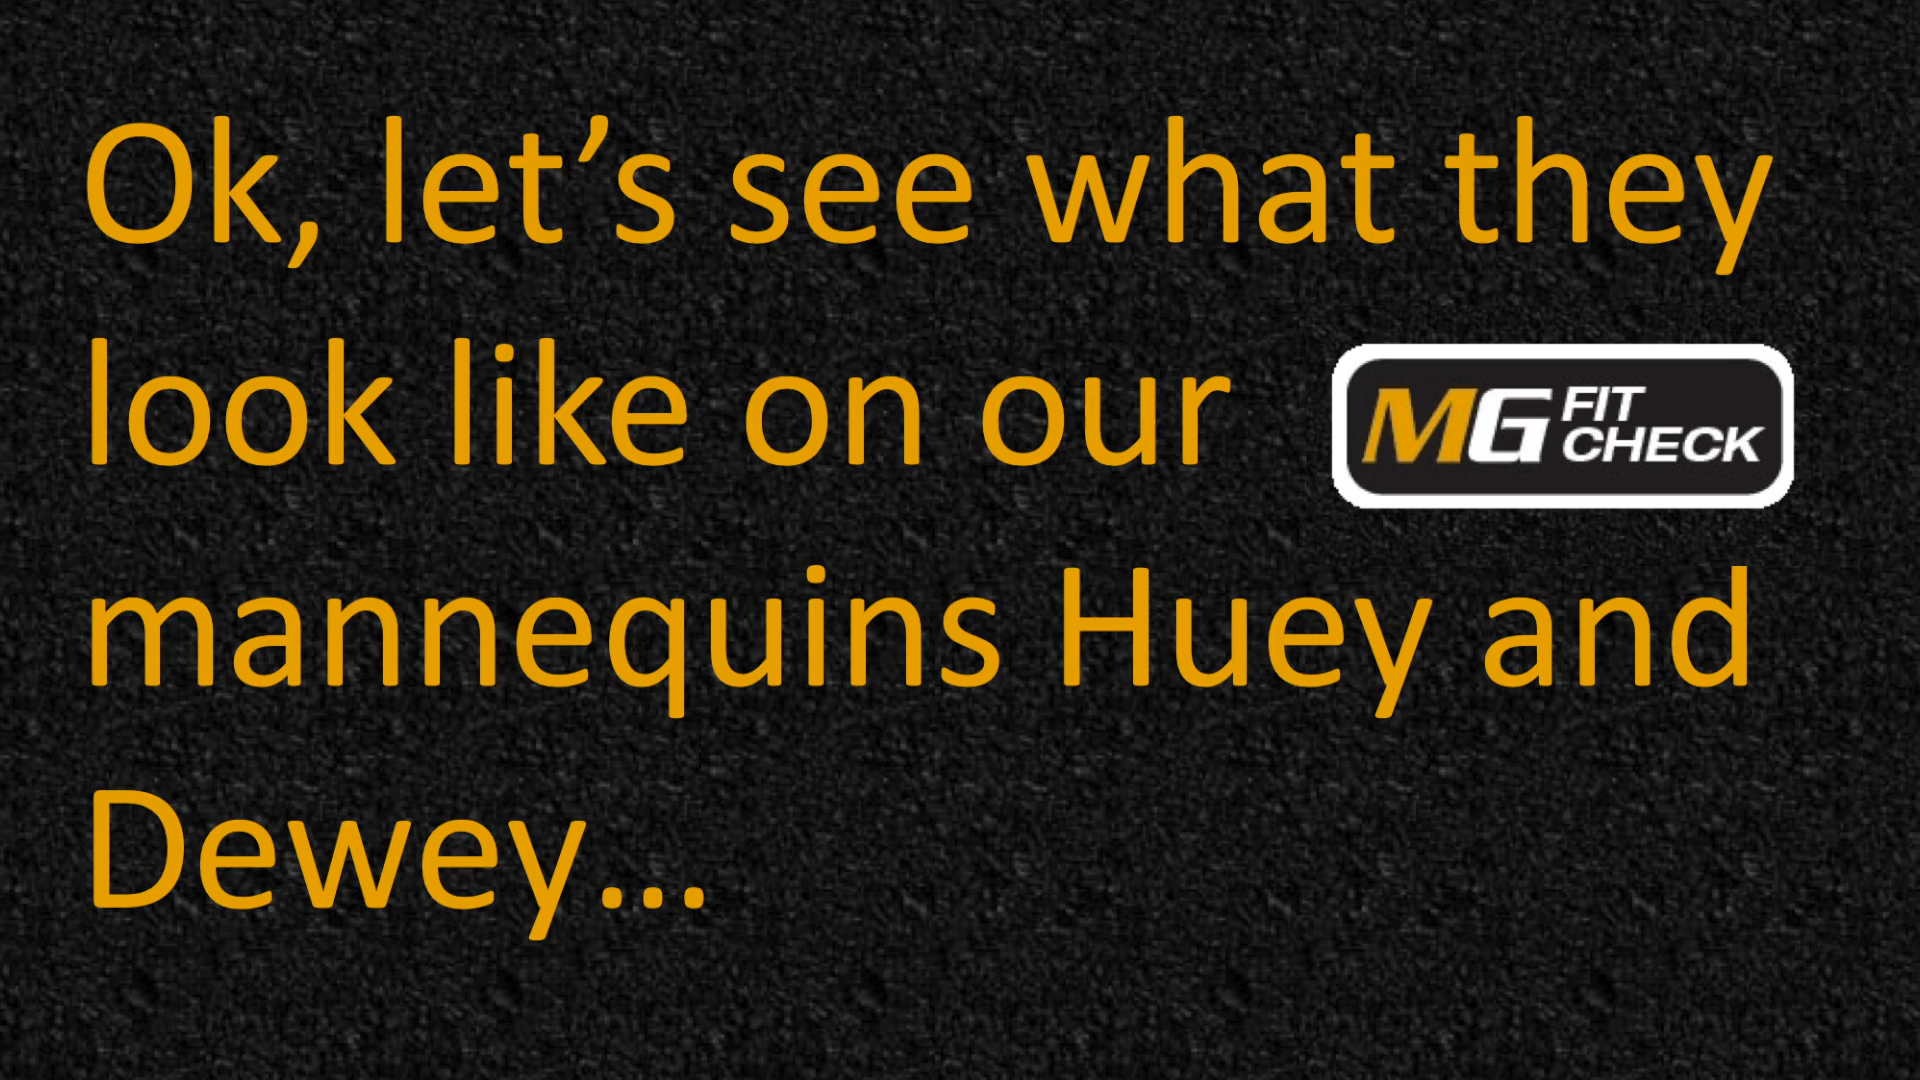 Ok, let’s see what they
look like on our MG FIT CHECK
mannequins Huey and
Dewey…